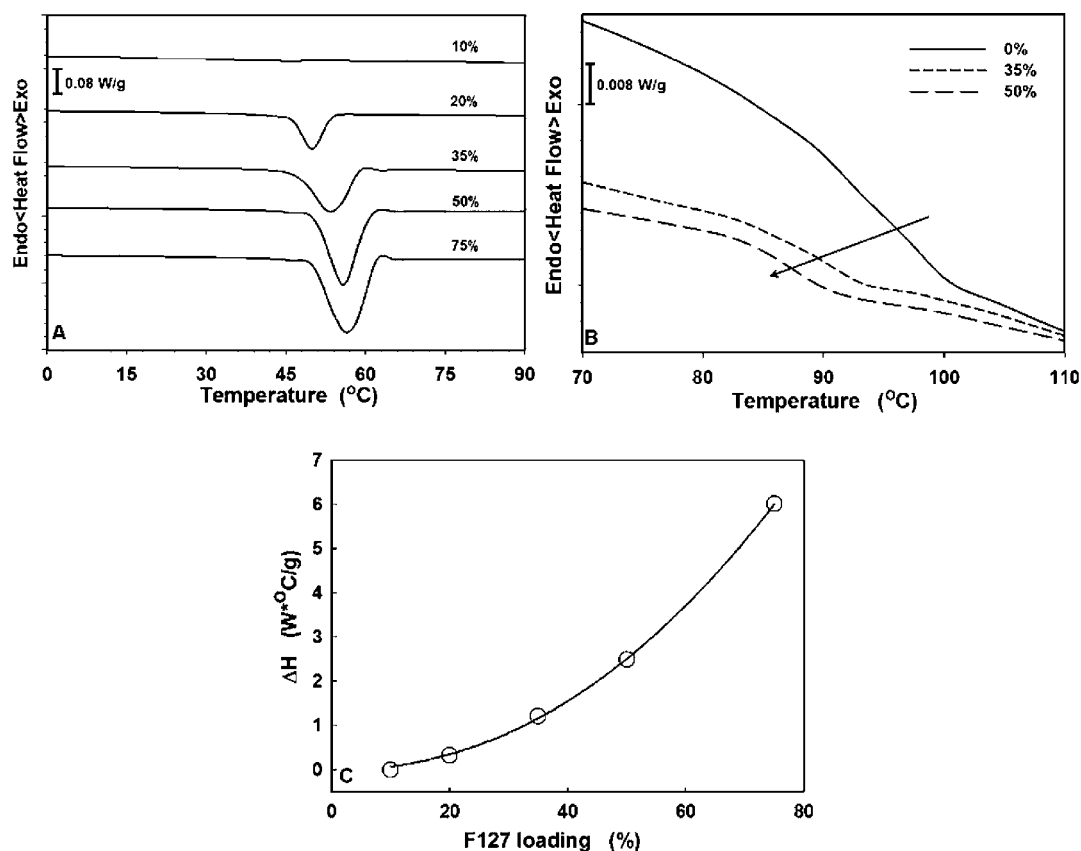 10%
0.08 W/g
20%
35%
50%
75%
A
Endo<Heat Flow>Exo
0 15 30 45 60 75 90
Temperature (°C)
0%
35%
50%
0.008 W/g
B
Endo<Heat Flow>Exo
70 80 90 100 110
Temperature (°C)
7
6
5
4
3
2
1
0
ΔH (W*°C/g)
C
0 20 40 60 80
F127 loading (%)